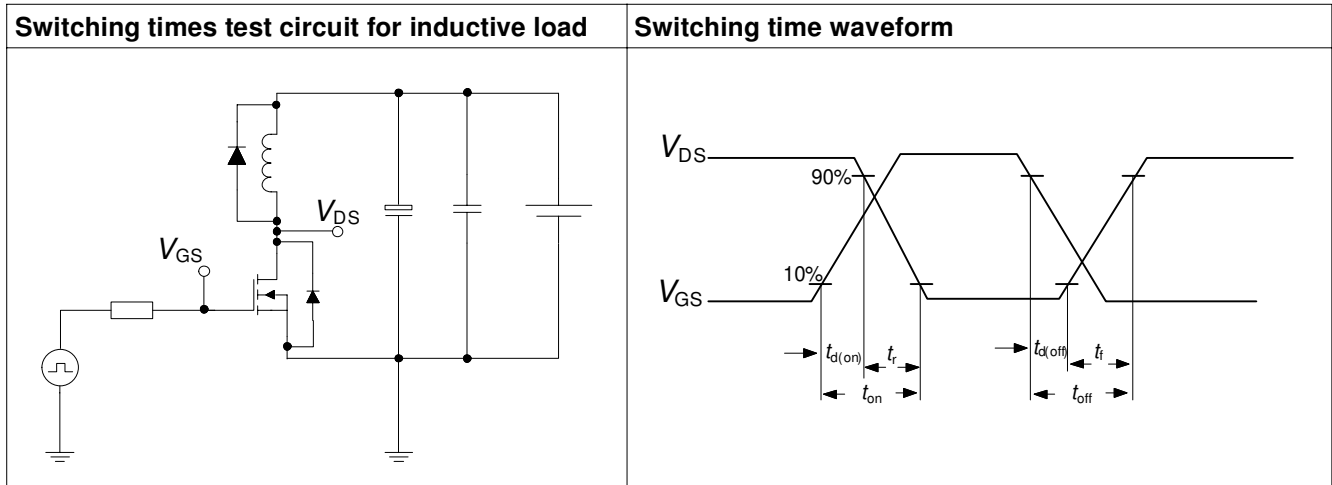 Switching times test circuit for inductive load
Switching time waveform
VDS
VGS
VDS
90%
10%
VGS
td(on)
tr
ton
td(off)
tf
toff